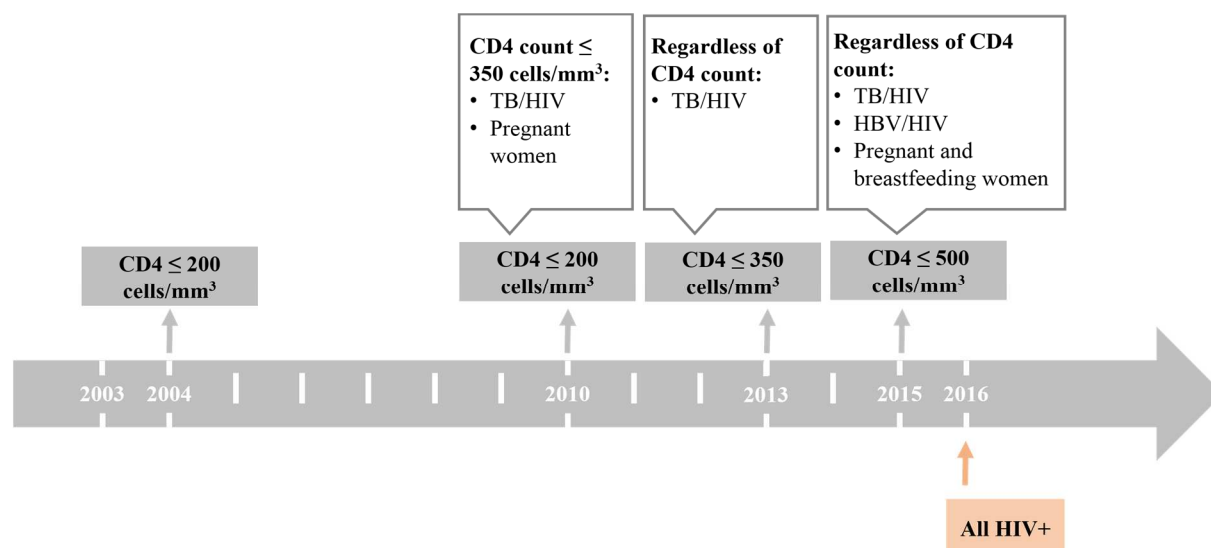 CD4 count ≤
350 cells/mm³:
• TB/HIV
• Pregnant
women
Regardless of
CD4 count:
• TB/HIV
Regardless of CD4
count:
• TB/HIV
• HBV/HIV
• Pregnant and
breastfeeding women
CD4 ≤ 200
cells/mm³
CD4 ≤ 200
cells/mm³
CD4 ≤ 350
cells/mm³
CD4 ≤ 500
cells/mm³
2003 2004 2010 2013 2015 2016
All HIV+